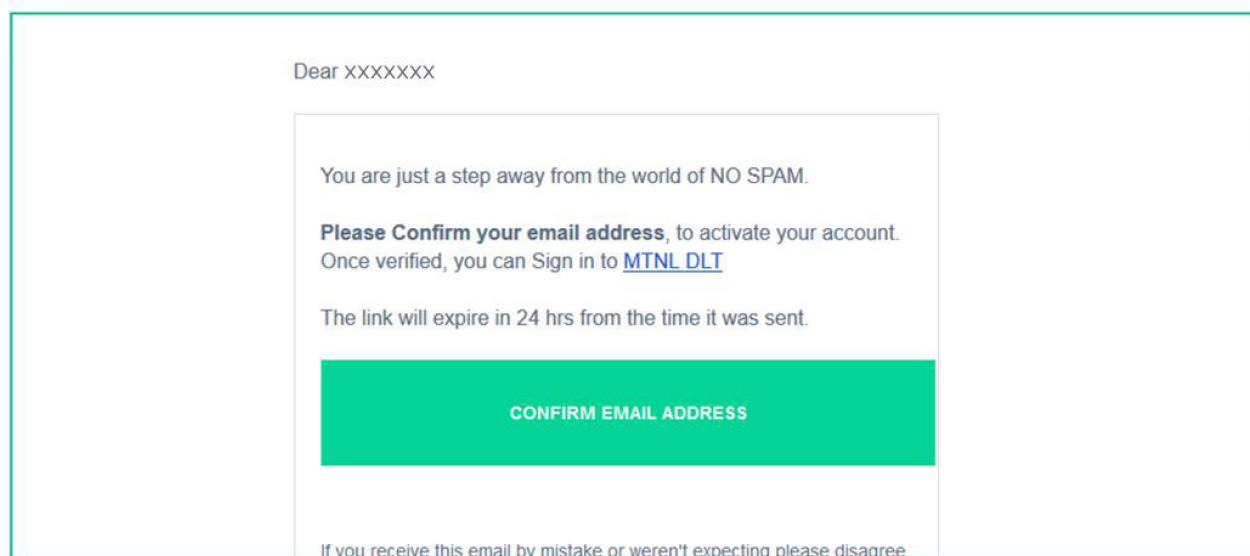 Dear XXXXXXX
You are just a step away from the world of NO SPAM.
Please Confirm your email address, to activate your account.
Once verified, you can Sign in to MTNL DLT
The link will expire in 24 hrs from the time it was sent.
CONFIRM EMAIL ADDRESS
If you receive this email by mistake or weren't expecting please disagree